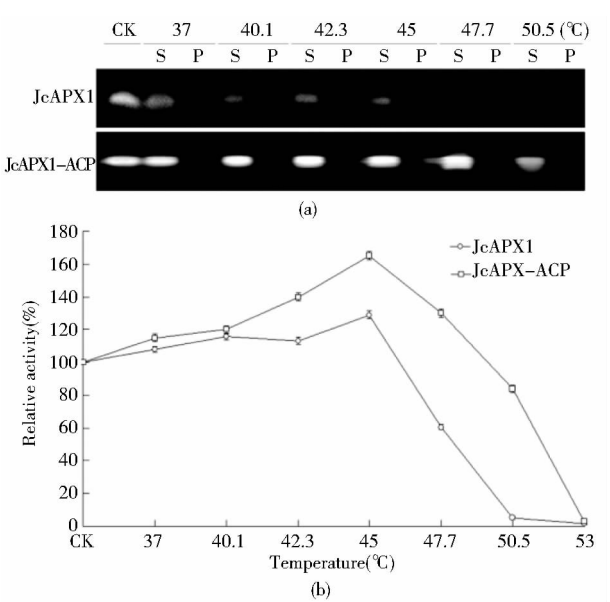 CK 37 40.1 42.3 45 47.7 50.5 (℃)
S P S P S P S P S P S P
JcAPX1
JcAPX1-ACP
(a)
180
JcAPX1
160
JcAPX-ACP
140
120
100
80
60
40
20
0
Relative activity(%)
CK 37 40.1 42.3 45 47.7 50.5 53
Temperature(℃)
(b)